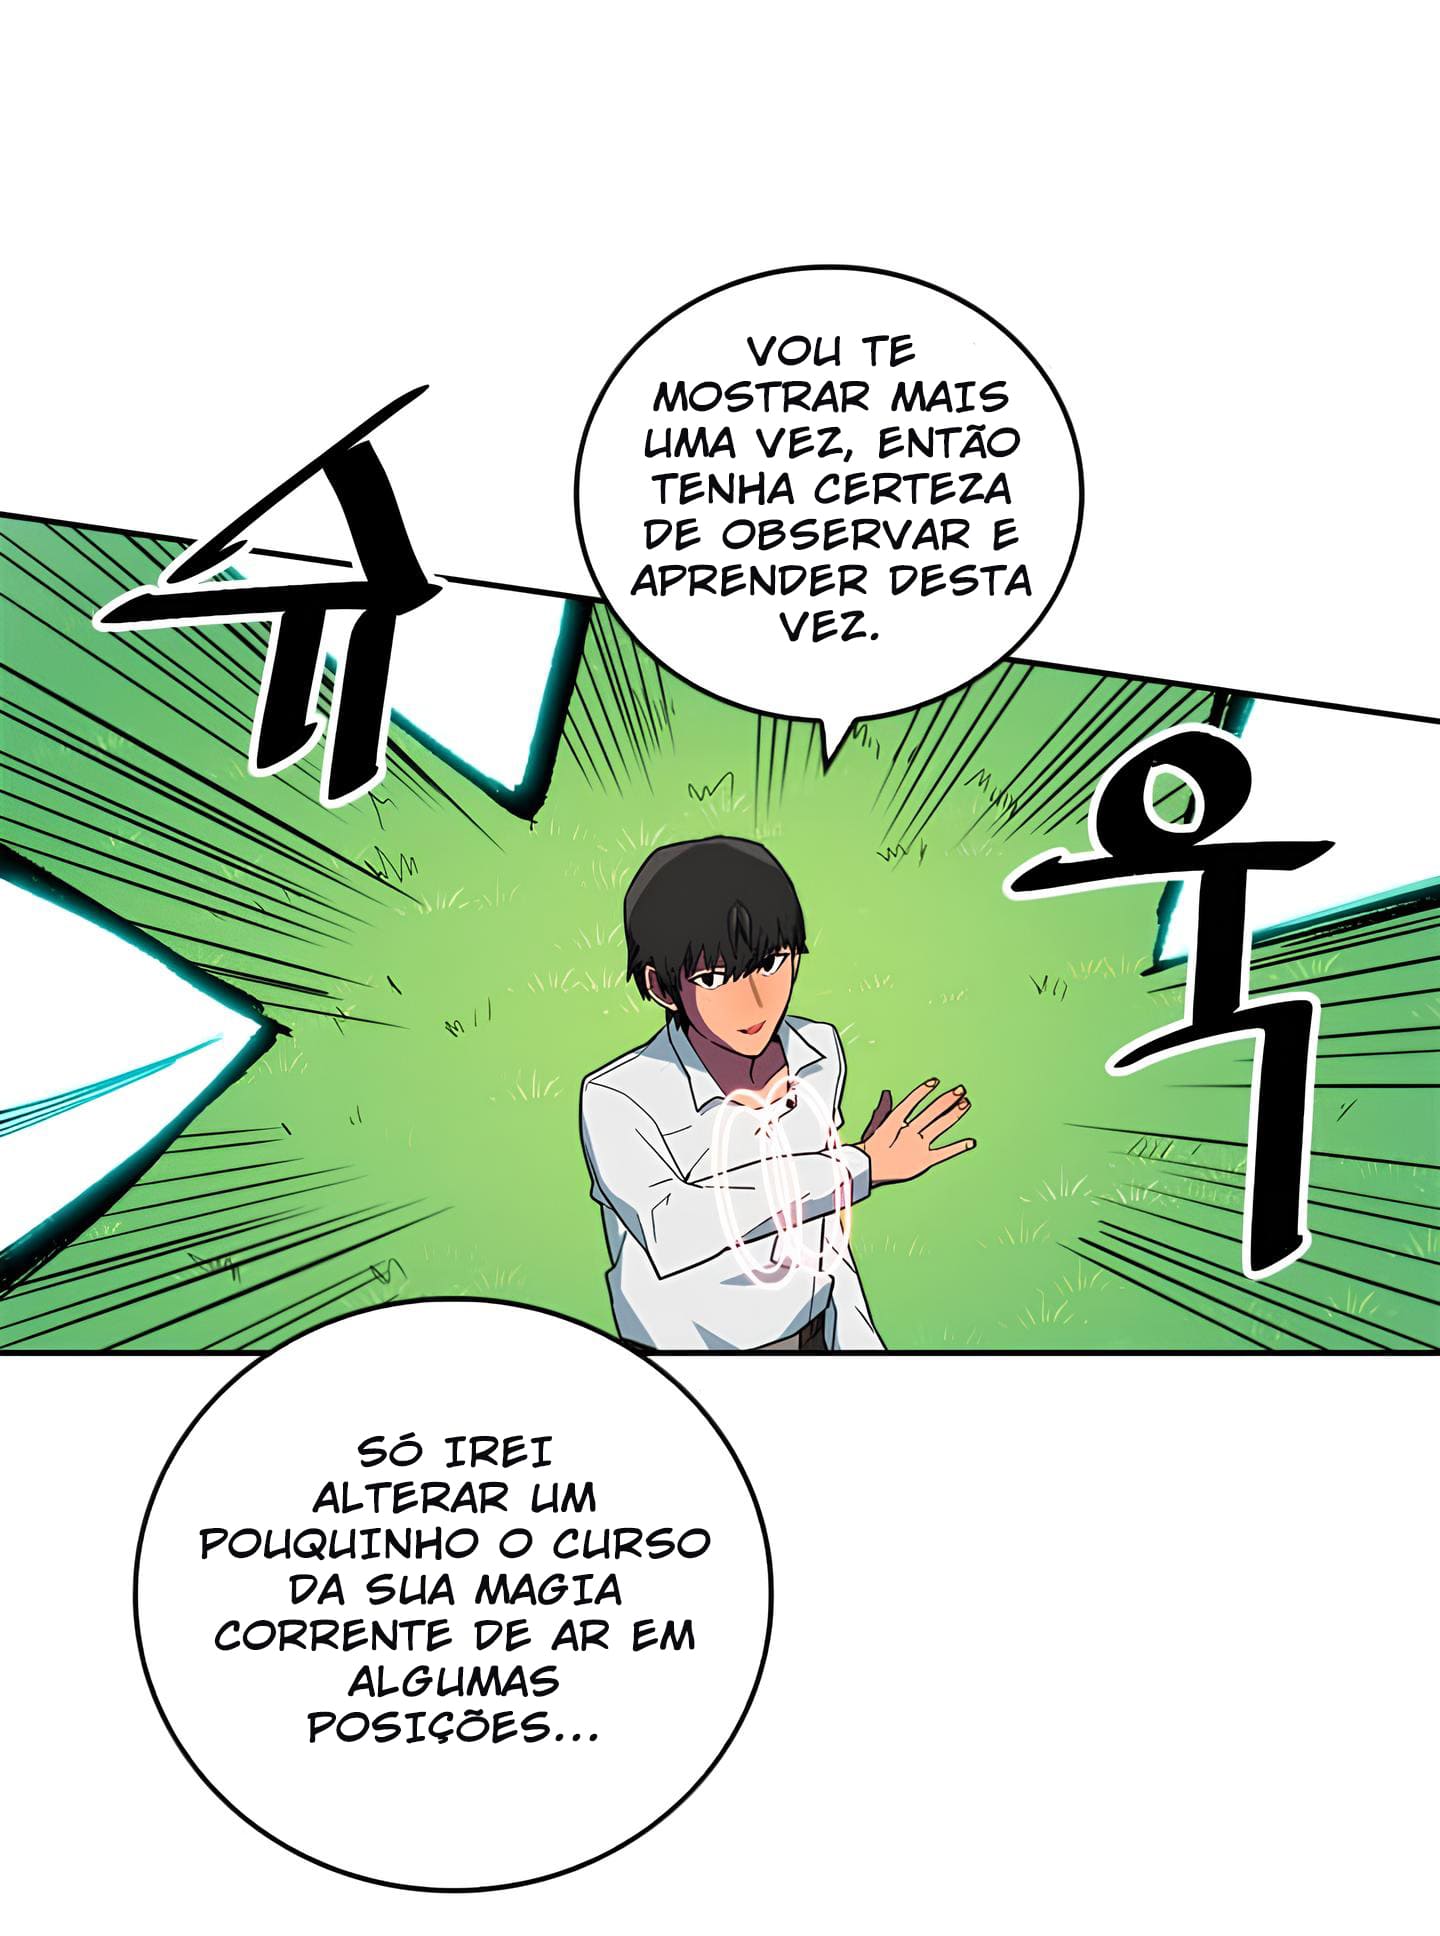 VOU TE
MOSTRAR MAIS
UMA VEZ, ENTÃO
TENHA CERTEZA
DE OBSERVAR E
APRENDER DESTA
VEZ.
슈
욱
SÓ IREI
ALTERAR UM
POUQUINHO O CURSO
DA SUA MAGIA
CORRENTE DE AR EM
ALGUMAS
POSIÇÕES...